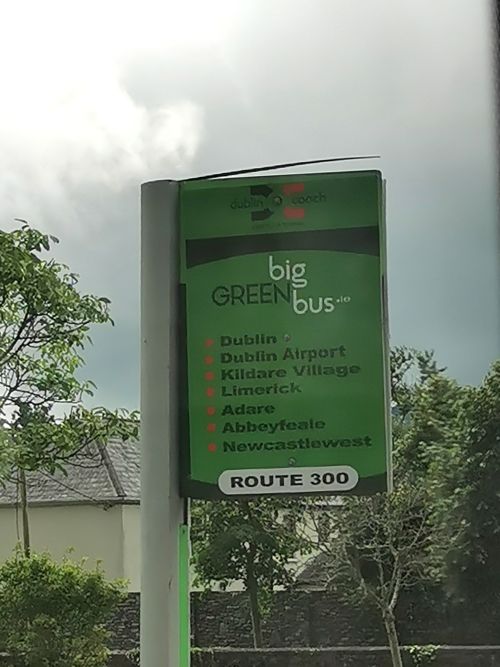 dublin coach
big
GREEN
bus.ie
Dublin
Dublin Airport
Kildare Village
Limerick
Adare
Abbeyfeale
Newcastlewest
ROUTE 300